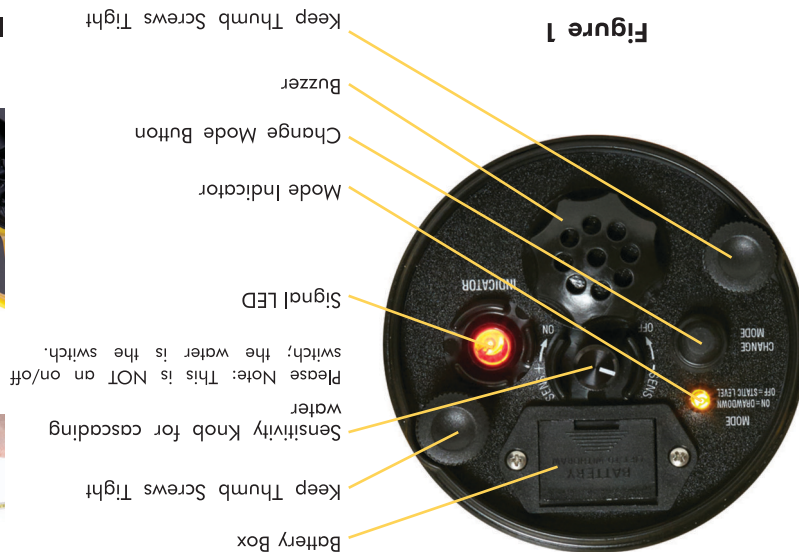 Battery Box
Keep Thumb Screws Tight
Sensitivity Knob for cascading
water
Please Note: This is NOT an on/off
switch; the water is the switch.
Signal LED
Mode Indicator
Change Mode Button
Buzzer
Keep Thumb Screws Tight
BATTERY
MODE
ON = DRAWDOWN
OFF = STATIC LEVEL
CHANGE
MODE
-SENS
OFF
SENS+
ON
INDICATOR
Figure 1